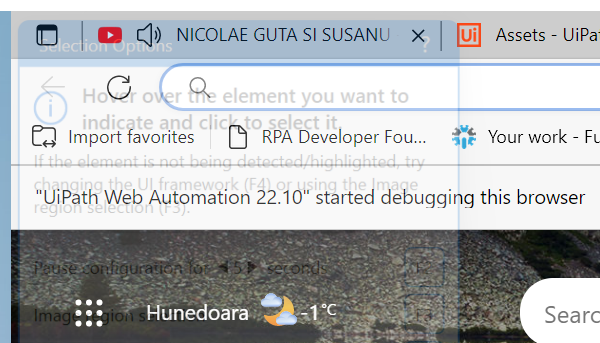 Selection Options ?
NICOLAE GUTA SI SUSANU
Ui Assets - UiPat
Hover over the element you want to
indicate and click to select it.
Import favorites RPA Developer Fou... Your work - Fu
If the element is not being detected/highlighted, try
changing the UI framework (F4) or using the Image
region selection (F3).
"UiPath Web Automation 22.10" started debugging this browser
Pause configuration for 5 seconds F2
Image region s
Hunedoara -1°C
Searc